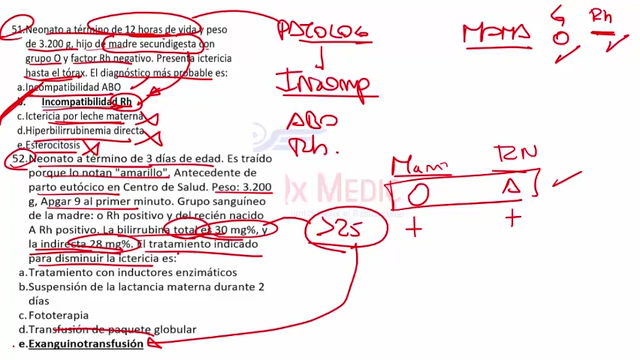 51.Neonato a término de 12 horas de vida y peso
de 3.200 g, hijo de madre secundigesta con
grupo O y factor Rh negativo. Presenta ictericia
hasta el tórax. El diagnóstico más probable es:
a.Incompatibilidad ABO
b. Incompatibilidad Rh
c.Ictericia por leche materna
d.Hiperbilirrubinemia directa
e.Esferocitosis
52.Neonato a término de 3 días de edad. Es traído
porque lo notan "amarillo". Antecedente de
parto eutócico en Centro de Salud. Peso: 3.200
g, Apgar 9 al primer minuto. Grupo sanguíneo
de la madre: o Rh positivo y del recién nacido
A Rh positivo. La bilirrubina total es 30 mg%, y
la indirecta 28 mg%. El tratamiento indicado
para disminuir la ictericia es:
a.Tratamiento con inductores enzimáticos
b.Suspensión de la lactancia materna durante 2
días
c.Fototerapia
d.Transfusión de paquete globular
e.Exanguinotransfusión
PATOLOG
Incomp
ABO
Rh.
>25
MAMA
G Rh
O —
Mam RN
O A
+ +
x MEDIC